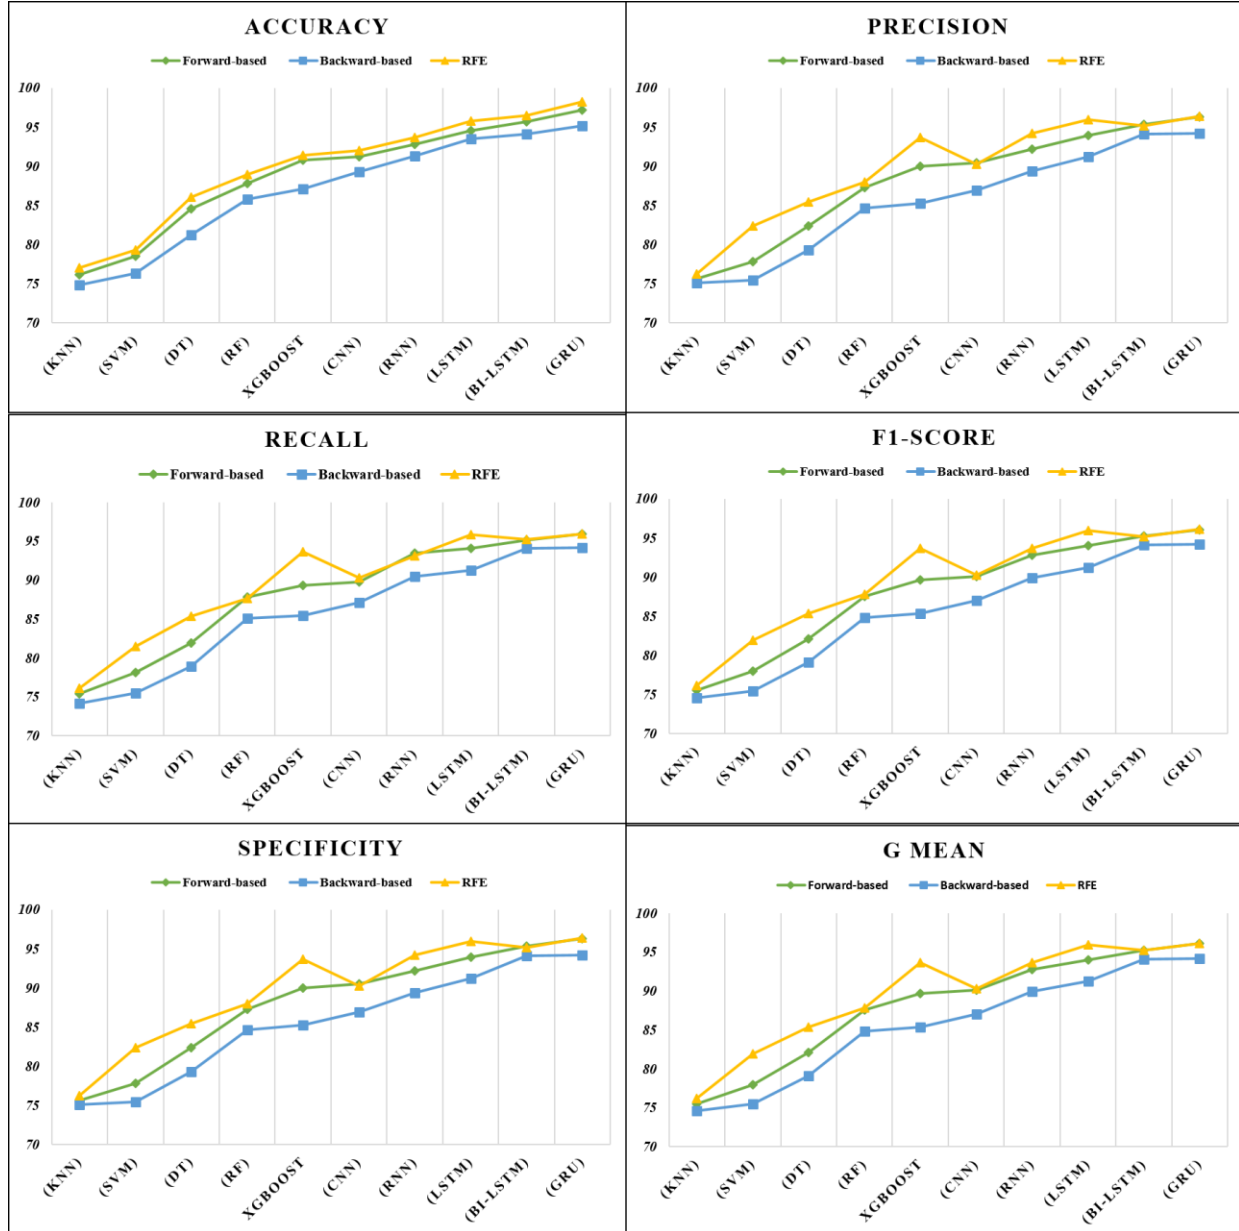 ACCURACY
Forward-based Backward-based RFE
100
95
90
85
80
75
70
(KNN) (SVM) (DT) (RF) XGBOOST (CNN) (RNN) (LSTM) (BI-LSTM) (GRU)
PRECISION
Forward-based Backward-based RFE
100
95
90
85
80
75
70
(KNN) (SVM) (DT) (RF) XGBOOST (CNN) (RNN) (LSTM) (BI-LSTM) (GRU)
RECALL
Forward-based Backward-based RFE
100
95
90
85
80
75
70
(KNN) (SVM) (DT) (RF) XGBOOST (CNN) (RNN) (LSTM) (BI-LSTM) (GRU)
F1-SCORE
Forward-based Backward-based RFE
100
95
90
85
80
75
70
(KNN) (SVM) (DT) (RF) XGBOOST (CNN) (RNN) (LSTM) (BI-LSTM) (GRU)
SPECIFICITY
Forward-based Backward-based RFE
100
95
90
85
80
75
70
(KNN) (SVM) (DT) (RF) XGBOOST (CNN) (RNN) (LSTM) (BI-LSTM) (GRU)
G MEAN
Forward-based Backward-based RFE
100
95
90
85
80
75
70
(KNN) (SVM) (DT) (RF) XGBOOST (CNN) (RNN) (LSTM) (BI-LSTM) (GRU)